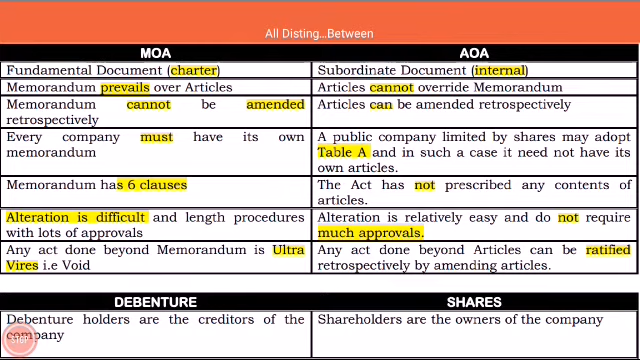 All Disting...Between
MOA
AOA
Fundamental Document (charter)
Subordinate Document (internal)
Memorandum prevails over Articles
Articles cannot override Memorandum
Memorandum cannot be amended
retrospectively
Articles can be amended retrospectively
Every company must have its own
memorandum
A public company limited by shares may adopt
Table A and in such a case it need not have its
own articles.
Memorandum has 6 clauses
The Act has not prescribed any contents of
articles.
Alteration is difficult and length procedures
with lots of approvals
Alteration is relatively easy and do not require
much approvals.
Any act done beyond Memorandum is Ultra
Vires i.e Void
Any act done beyond Articles can be ratified
retrospectively by amending articles.
DEBENTURE
SHARES
Debenture holders are the creditors of the
company
Shareholders are the owners of the company
STOP